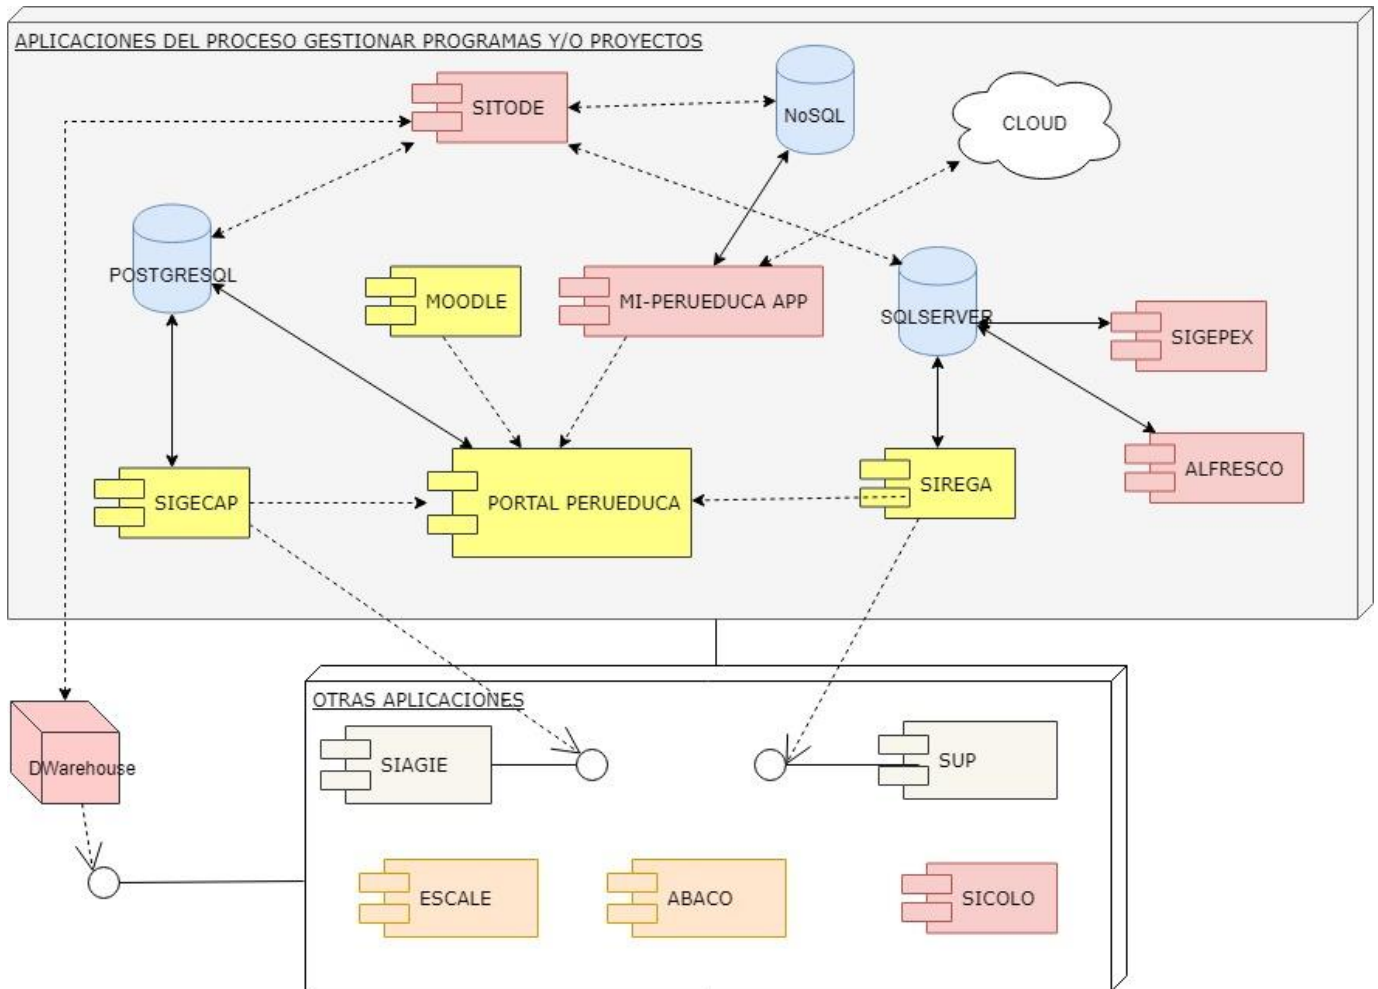 APLICACIONES DEL PROCESO GESTIONAR PROGRAMAS Y/O PROYECTOS
SITODE
NoSQL
CLOUD
POSTGRESQL
MOODLE
MI-PERUEDUCA APP
SQLSERVER
SIGEPEX
SIGECAP
PORTAL PERUEDUCA
SIREGA
ALFRESCO
OTRAS APLICACIONES
DWarehouse
SIAGIE
SUP
ESCALE
ABACO
SICOLO